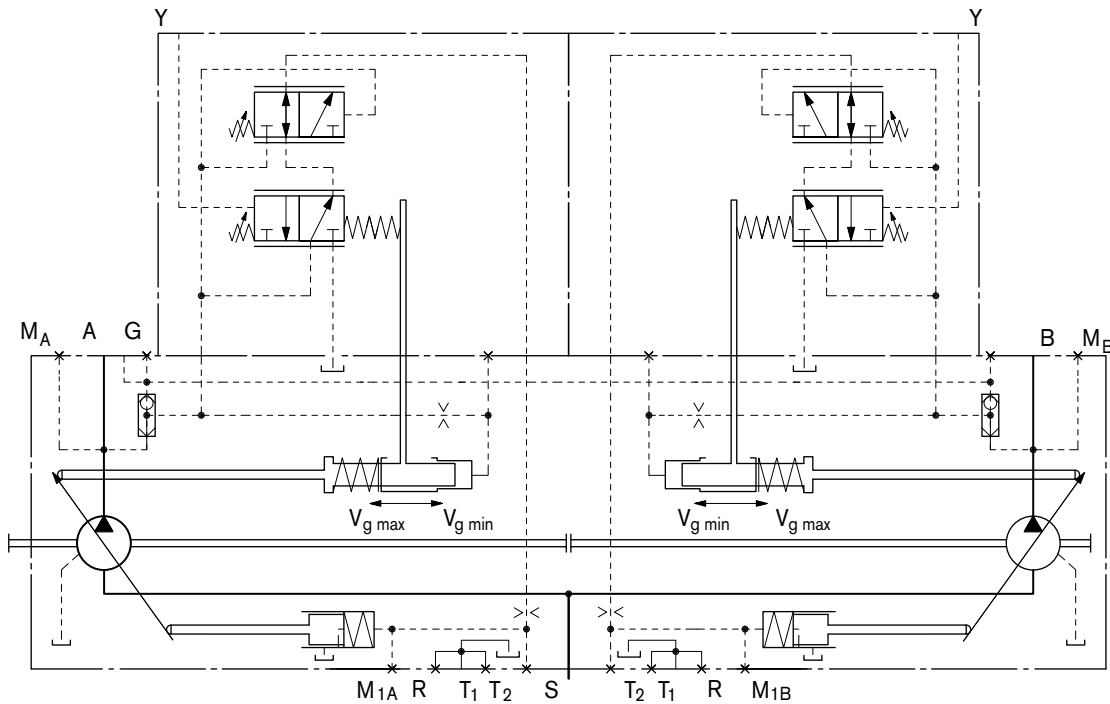 Y Y
M_A A G B M_B
V_g max V_g min V_g min V_g max
M_1A R T_1 T_2 S T_2 T_1 R M_1B